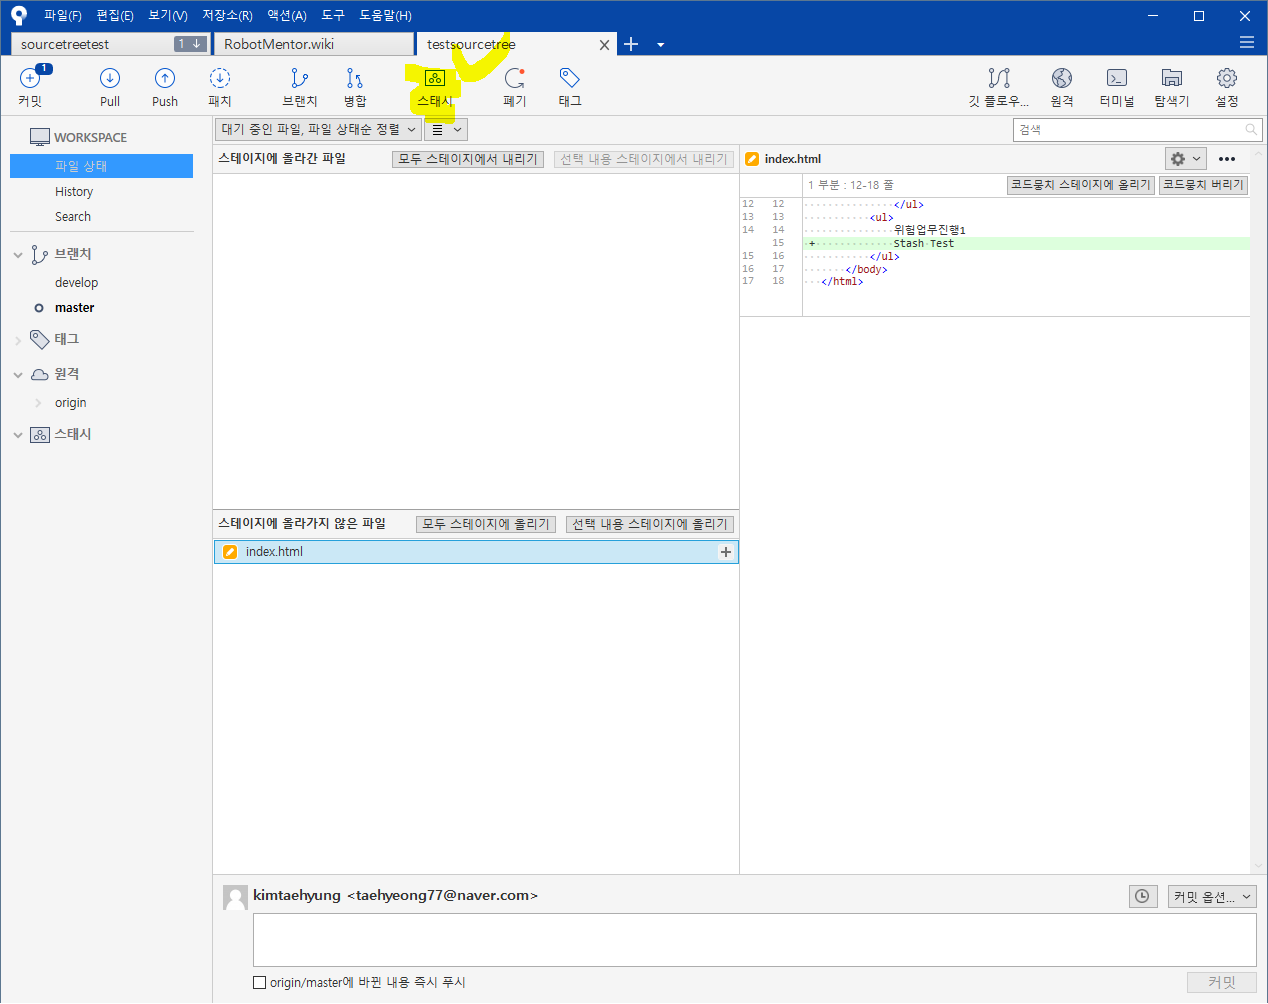 파일(F) 편집(E) 보기(V) 저장소(R) 액션(A) 도구 도움말(H)
sourcetreetest 1 RobotMentor.wiki testsourcetree
1
커밋 Pull Push 패치 브랜치 병합 스태시 폐기 태그 깃 플로우... 원격 터미널 탐색기 설정
WORKSPACE
파일 상태
History
Search
브랜치
develop
master
태그
원격
origin
스태시
대기 중인 파일, 파일 상태순 정렬
검색
스테이지에 올라간 파일 모두 스테이지에서 내리기 선택 내용 스테이지에서 내리기
스테이지에 올라가지 않은 파일 모두 스테이지에 올리기 선택 내용 스테이지에 올리기
index.html
index.html
1 부분 : 12-18 줄 코드뭉치 스테이지에 올리기 코드뭉치 버리기
12 12 </ul>
13 13 <ul>
14 14 위험업무진행1
15 + Stash Test
15 16 </ul>
16 17 </body>
17 18 </html>
kimtaehyung <taehyeong77@naver.com>
커밋 옵션...
origin/master에 바뀐 내용 즉시 푸시
커밋